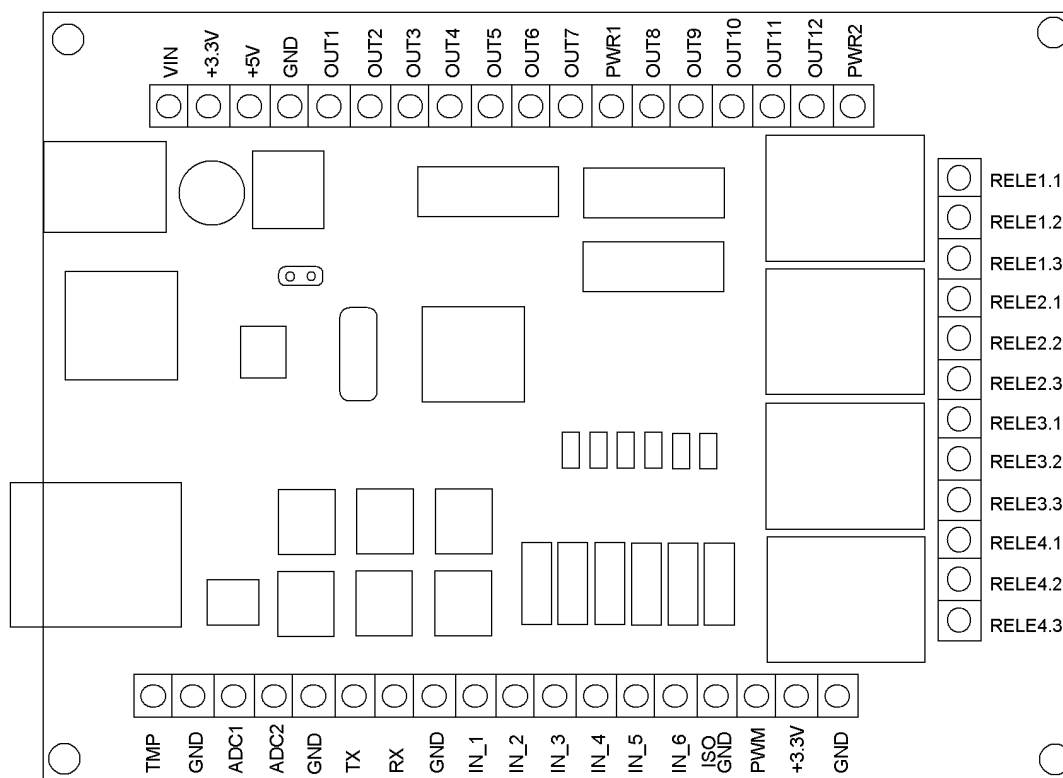 VIN
+3.3V
+5V
GND
OUT1
OUT2
OUT3
OUT4
OUT5
OUT6
OUT7
PWR1
OUT8
OUT9
OUT10
OUT11
OUT12
PWR2
RELE1.1
RELE1.2
RELE1.3
RELE2.1
RELE2.2
RELE2.3
RELE3.1
RELE3.2
RELE3.3
RELE4.1
RELE4.2
RELE4.3
TMP
GND
ADC1
ADC2
GND
TX
RX
GND
IN_1
IN_2
IN_3
IN_4
IN_5
IN_6
ISO
GND
PWM
+3.3V
GND